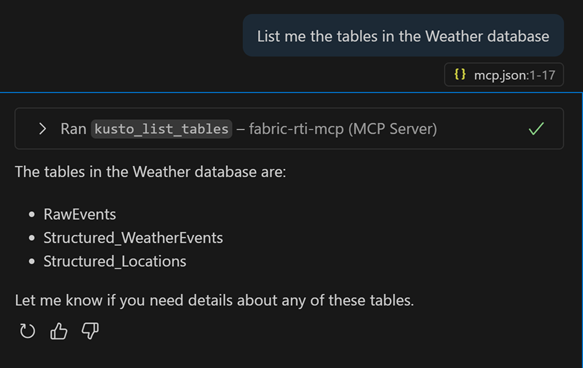 List me the tables in the Weather database
{} mcp.json:1-17
Ran kusto_list_tables – fabric-rti-mcp (MCP Server)
The tables in the Weather database are:
• RawEvents
• Structured_WeatherEvents
• Structured_Locations
Let me know if you need details about any of these tables.